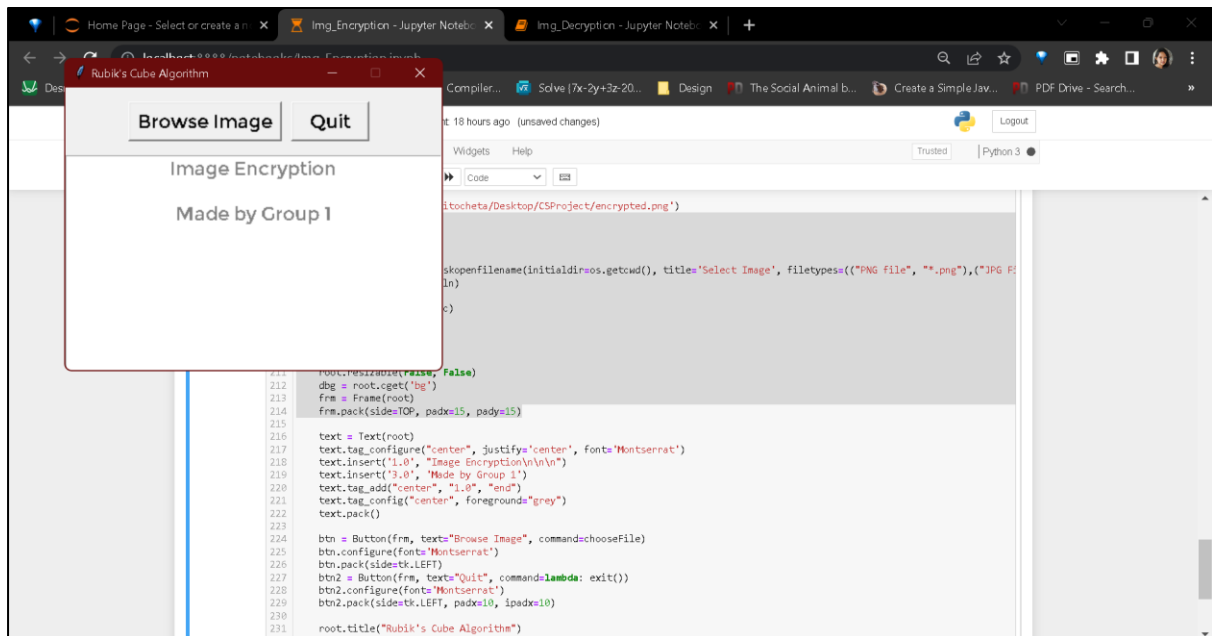 Home Page - Select or create a n
Img_Encryption - Jupyter Notebo
Img_Decryption - Jupyter Notebo
Rubik's Cube Algorithm
Compiler...
Solve (7x-2y+3z-20...
Design
The Social Animal b...
Create a Simple Jav...
PDF Drive - Search...
»
Browse Image
Quit
Image Encryption
Made by Group 1
18 hours ago (unsaved changes)
Logout
Widgets
Help
Trusted
Python 3
Code
itocheta/Desktop/CSProject/encrypted.png')
skopenfilename(initialdir=os.getcwd(), title='Select Image', filetypes=(("PNG file", "*.png"),("JPG Fi
ln)
c)
211 root.resizable(False, False)
212 dbg = root.cget('bg')
213 frm = Frame(root)
214 frm.pack(side=TOP, padx=15, pady=15)
215
216 text = Text(root)
217 text.tag_configure("center", justify='center', font='Montserrat')
218 text.insert('1.0', "Image Encryption\n\n\n")
219 text.insert('3.0', 'Made by Group 1')
220 text.tag_add("center", "1.0", "end")
221 text.tag_config("center", foreground="grey")
222 text.pack()
223
224 btn = Button(frm, text="Browse Image", command=chooseFile)
225 btn.configure(font='Montserrat')
226 btn.pack(side=tk.LEFT)
227 btn2 = Button(frm, text="Quit", command=lambda: exit())
228 btn2.configure(font='Montserrat')
229 btn2.pack(side=tk.LEFT, padx=10, ipadx=10)
230
231 root.title("Rubik's Cube Algorithm")